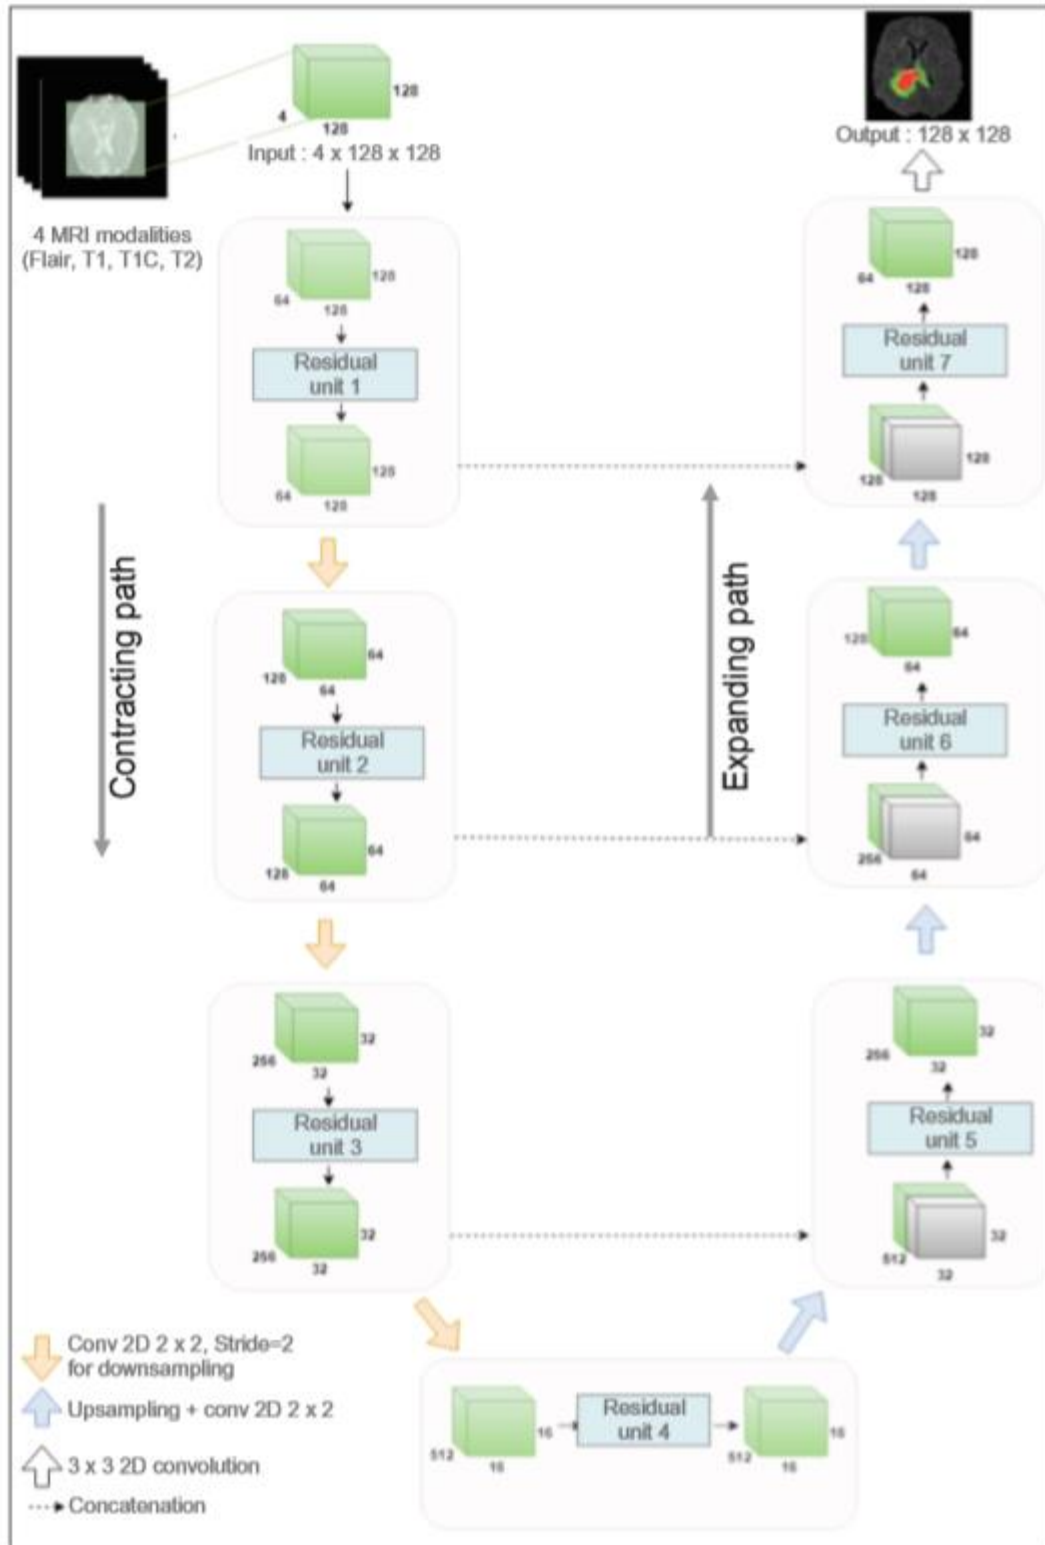 128
4
128
Input : 4 x 128 x 128
4 MRI modalities
(Flair, T1, T1C, T2)
128
64
128
Residual
unit 1
128
64
128
Contracting path
64
128
64
Residual
unit 2
64
128
64
32
256
32
Residual
unit 3
32
256
32
16
512
16
Residual
unit 4
16
512
16
Expanding path
Output : 128 x 128
128
64
128
Residual
unit 7
128
128
128
64
128
64
Residual
unit 6
64
256
64
32
256
32
Residual
unit 5
32
512
32
Conv 2D 2 x 2, Stride=2
for downsampling
Upsampling + conv 2D 2 x 2
3 x 3 2D convolution
Concatenation